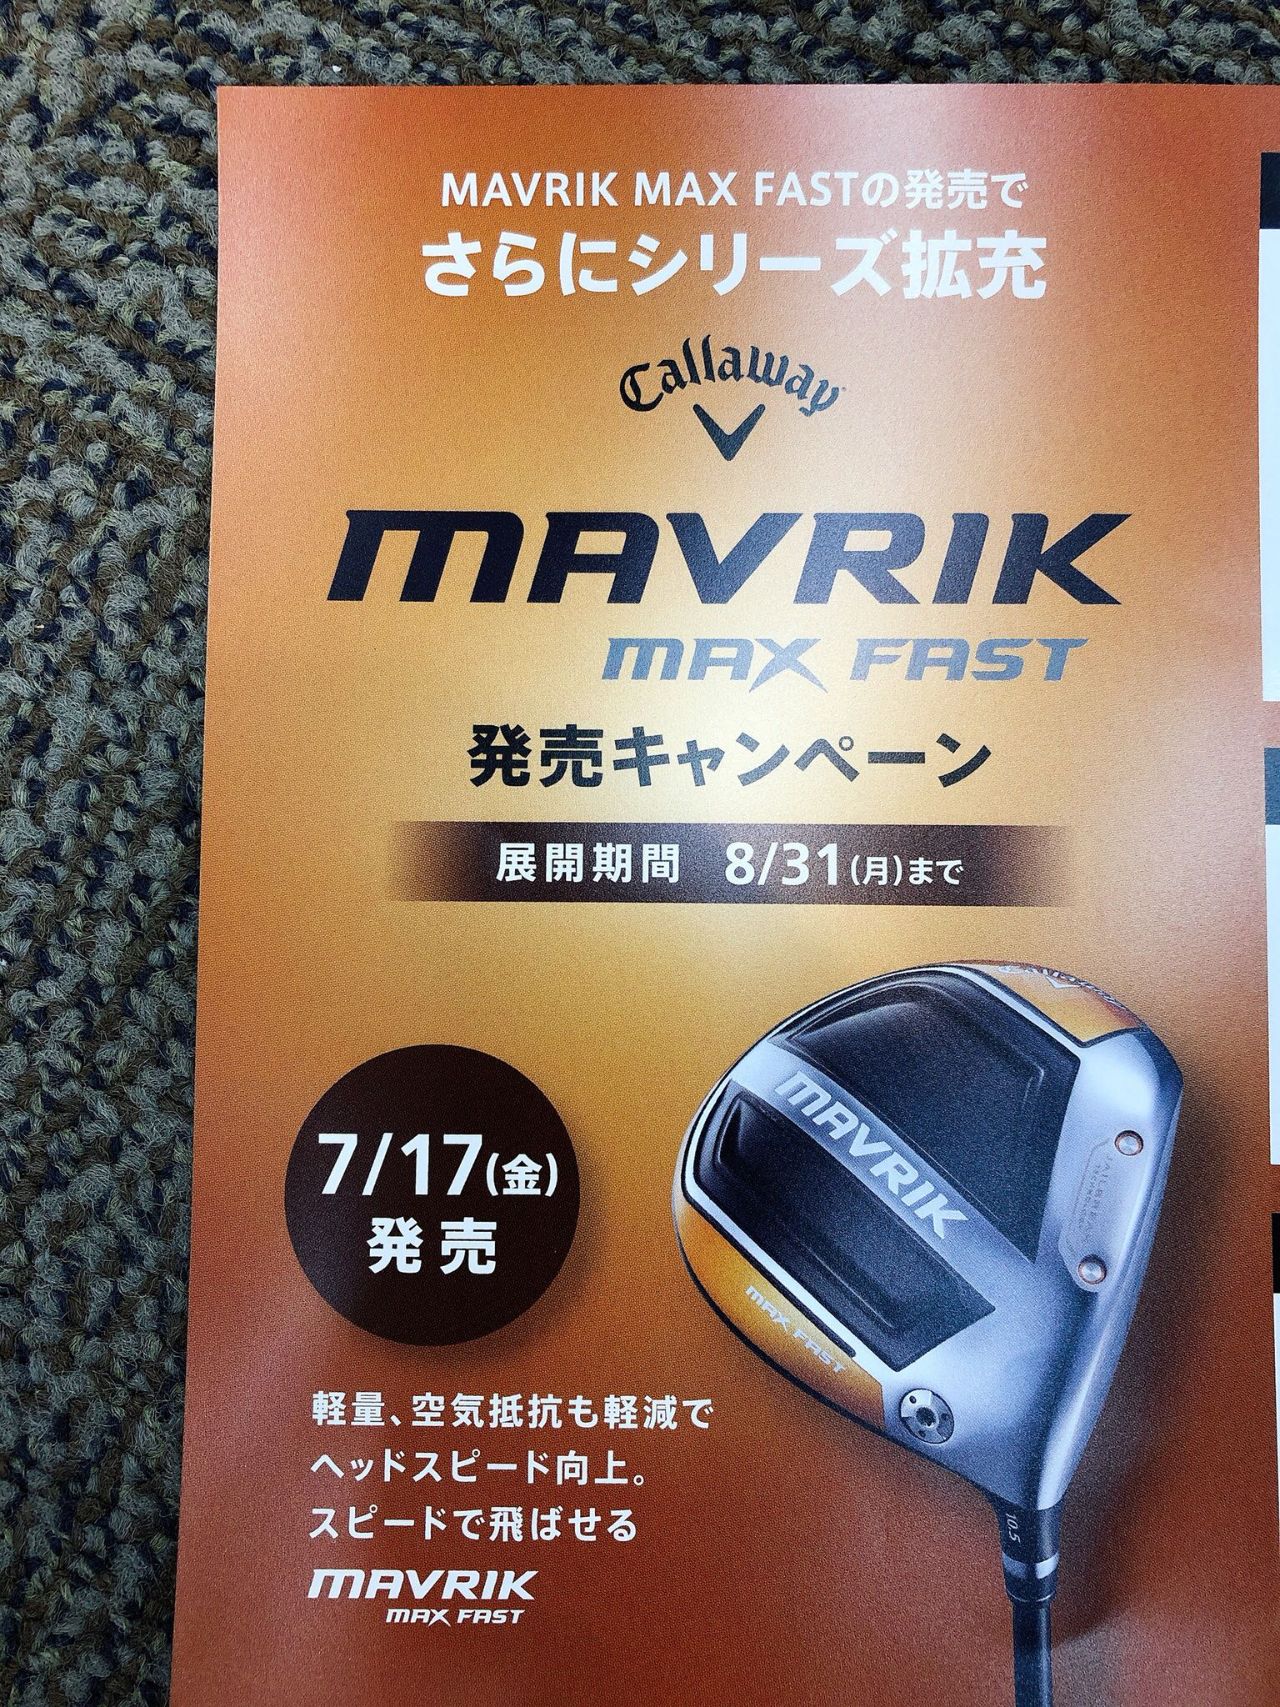 MAVRIK MAX FASTの発売で
さらにシリーズ拡充
Callaway
MAVRIK
MAX FAST
発売キャンペーン
展開期間 8/31(月)まで
Callaway
MAVRIK
MAX FAST
10.5
7/17(金)
発売
軽量、空気抵抗も軽減で
ヘッドスピード向上。
スピードで飛ばせる
MAVRIK
MAX FAST